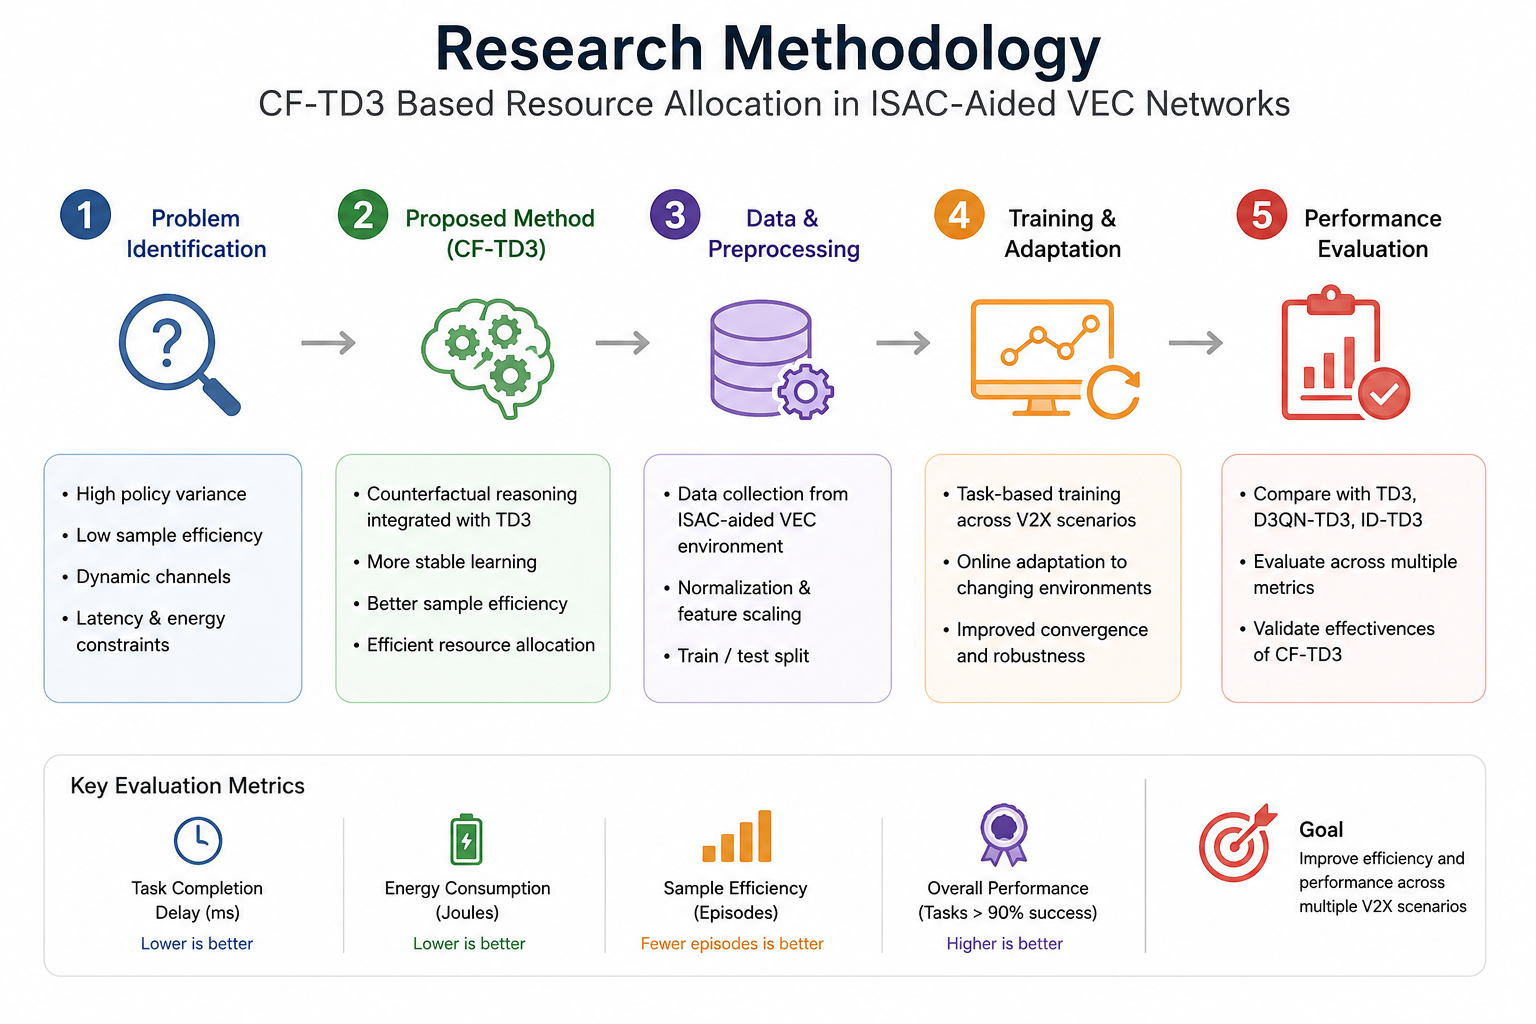 Research Methodology
CF-TD3 Based Resource Allocation in ISAC-Aided VEC Networks
1
Problem
Identification
2
Proposed Method
(CF-TD3)
3
Data &
Preprocessing
4
Training &
Adaptation
5
Performance
Evaluation
?
• High policy variance
• Low sample efficiency
• Dynamic channels
• Latency & energy
constraints
• Counterfactual reasoning
integrated with TD3
• More stable learning
• Better sample efficiency
• Efficient resource allocation
• Data collection from
ISAC-aided VEC
environment
• Normalization &
feature scaling
• Train / test split
• Task-based training
across V2X scenarios
• Online adaptation to
changing environments
• Improved convergence
and robustness
• Compare with TD3,
D3QN-TD3, ID-TD3
• Evaluate across multiple
metrics
• Validate effectivences
of CF-TD3
Key Evaluation Metrics
Task Completion
Delay (ms)
Lower is better
Energy Consumption
(Joules)
Lower is better
Sample Efficiency
(Episodes)
Fewer episodes is better
Overall Performance
(Tasks > 90% success)
Higher is better
Goal
Improve efficiency and
performance across
multiple V2X scenarios